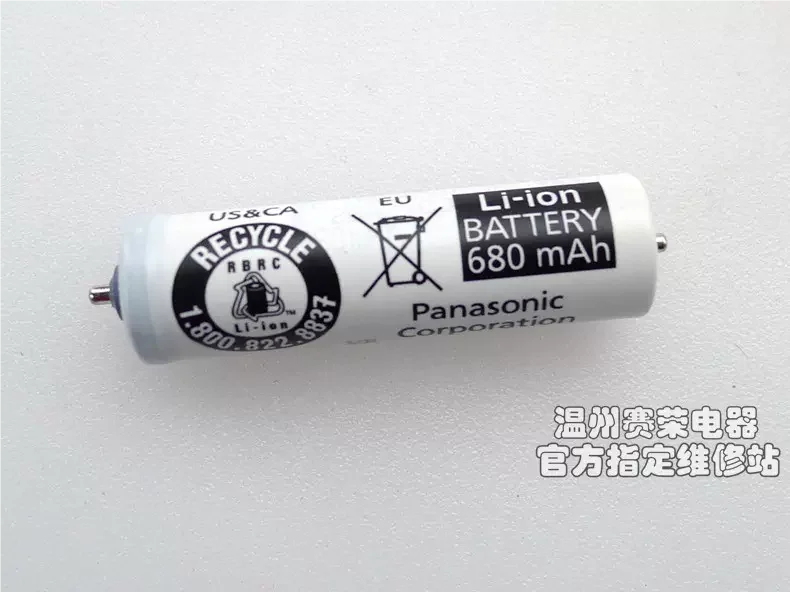 US&CA
RECYCLE
RBRC
TM
Li-ion
1.800.822.8837
EU
Li-ion
BATTERY
680 mAh
Panasonic
Corporation
温州赛荣电器
官方指定维修站